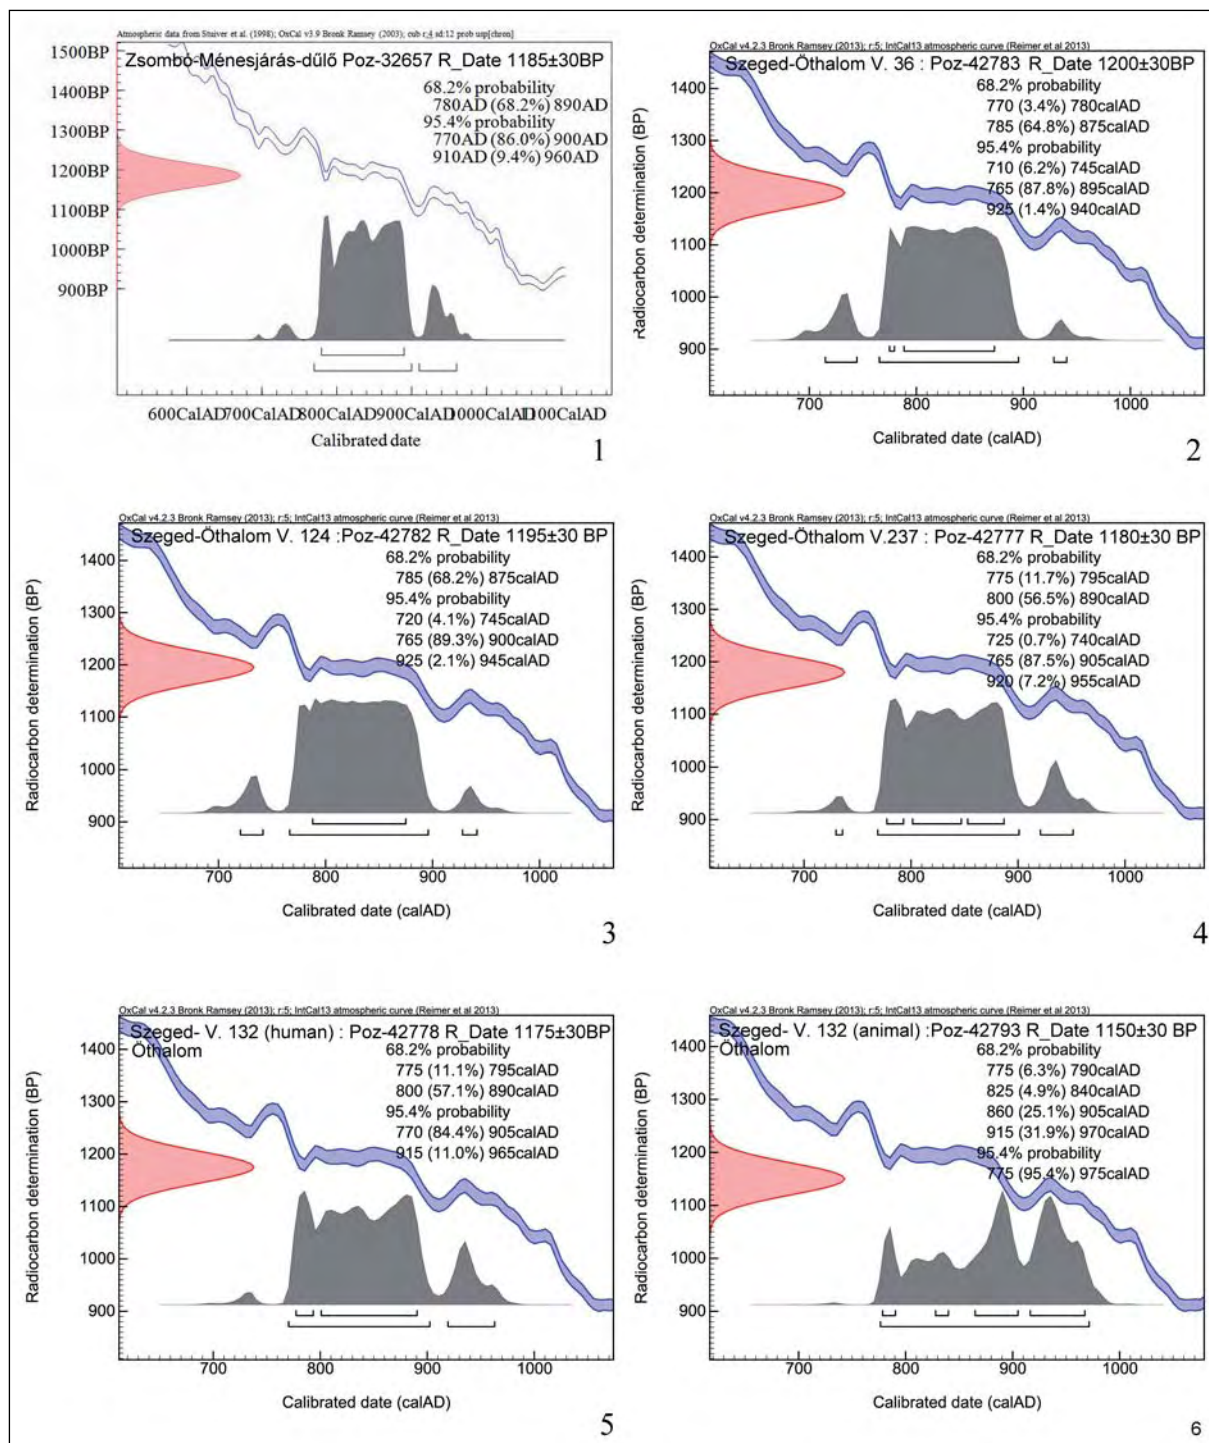 Atmospheric data from Stuiver et al. (1998); OxCal v3.9 Bronk Ramsey (2003); cub r:4 sd:12 prob usp[chron]
Zsombó-Ménesjárás-dűlő Poz-32657 R_Date 1185±30BP
68.2% probability
780AD (68.2%) 890AD
95.4% probability
770AD (86.0%) 900AD
910AD (9.4%) 960AD
1500BP
1400BP
1300BP
1200BP
1100BP
1000BP
900BP
600CalAD 700CalAD 800CalAD 900CalAD 1000CalAD 1100CalAD
Calibrated date
1
OxCal v4.2.3 Bronk Ramsey (2013); r:5; IntCal13 atmospheric curve (Reimer et al 2013)
Szeged-Öthalom V. 36 : Poz-42783 R_Date 1200±30BP
68.2% probability
770 (3.4%) 780calAD
785 (64.8%) 875calAD
95.4% probability
710 (6.2%) 745calAD
765 (87.8%) 895calAD
925 (1.4%) 940calAD
Radiocarbon determination (BP)
1400
1300
1200
1100
1000
900
700 800 900 1000
Calibrated date (calAD)
2
OxCal v4.2.3 Bronk Ramsey (2013); r:5; IntCal13 atmospheric curve (Reimer et al 2013)
Szeged-Öthalom V. 124 :Poz-42782 R_Date 1195±30 BP
68.2% probability
785 (68.2%) 875calAD
95.4% probability
720 (4.1%) 745calAD
765 (89.3%) 900calAD
925 (2.1%) 945calAD
Radiocarbon determination (BP)
1400
1300
1200
1100
1000
900
700 800 900 1000
Calibrated date (calAD)
3
OxCal v4.2.3 Bronk Ramsey (2013); r:5; IntCal13 atmospheric curve (Reimer et al 2013)
Szeged-Öthalom V.237 : Poz-42777 R_Date 1180±30 BP
68.2% probability
775 (11.7%) 795calAD
800 (56.5%) 890calAD
95.4% probability
725 (0.7%) 740calAD
765 (87.5%) 905calAD
920 (7.2%) 955calAD
Radiocarbon determination (BP)
1400
1300
1200
1100
1000
900
700 800 900 1000
Calibrated date (calAD)
4
OxCal v4.2.3 Bronk Ramsey (2013); r:5; IntCal13 atmospheric curve (Reimer et al 2013)
Szeged- V. 132 (human) : Poz-42778 R_Date 1175±30BP
Öthalom
68.2% probability
775 (11.1%) 795calAD
800 (57.1%) 890calAD
95.4% probability
770 (84.4%) 905calAD
915 (11.0%) 965calAD
Radiocarbon determination (BP)
1400
1300
1200
1100
1000
900
700 800 900 1000
Calibrated date (calAD)
5
OxCal v4.2.3 Bronk Ramsey (2013); r:5; IntCal13 atmospheric curve (Reimer et al 2013)
Szeged- V. 132 (animal) :Poz-42793 R_Date 1150±30 BP
Öthalom
68.2% probability
775 (6.3%) 790calAD
825 (4.9%) 840calAD
860 (25.1%) 905calAD
915 (31.9%) 970calAD
95.4% probability
775 (95.4%) 975calAD
Radiocarbon determination (BP)
1400
1300
1200
1100
1000
900
700 800 900 1000
Calibrated date (calAD)
6